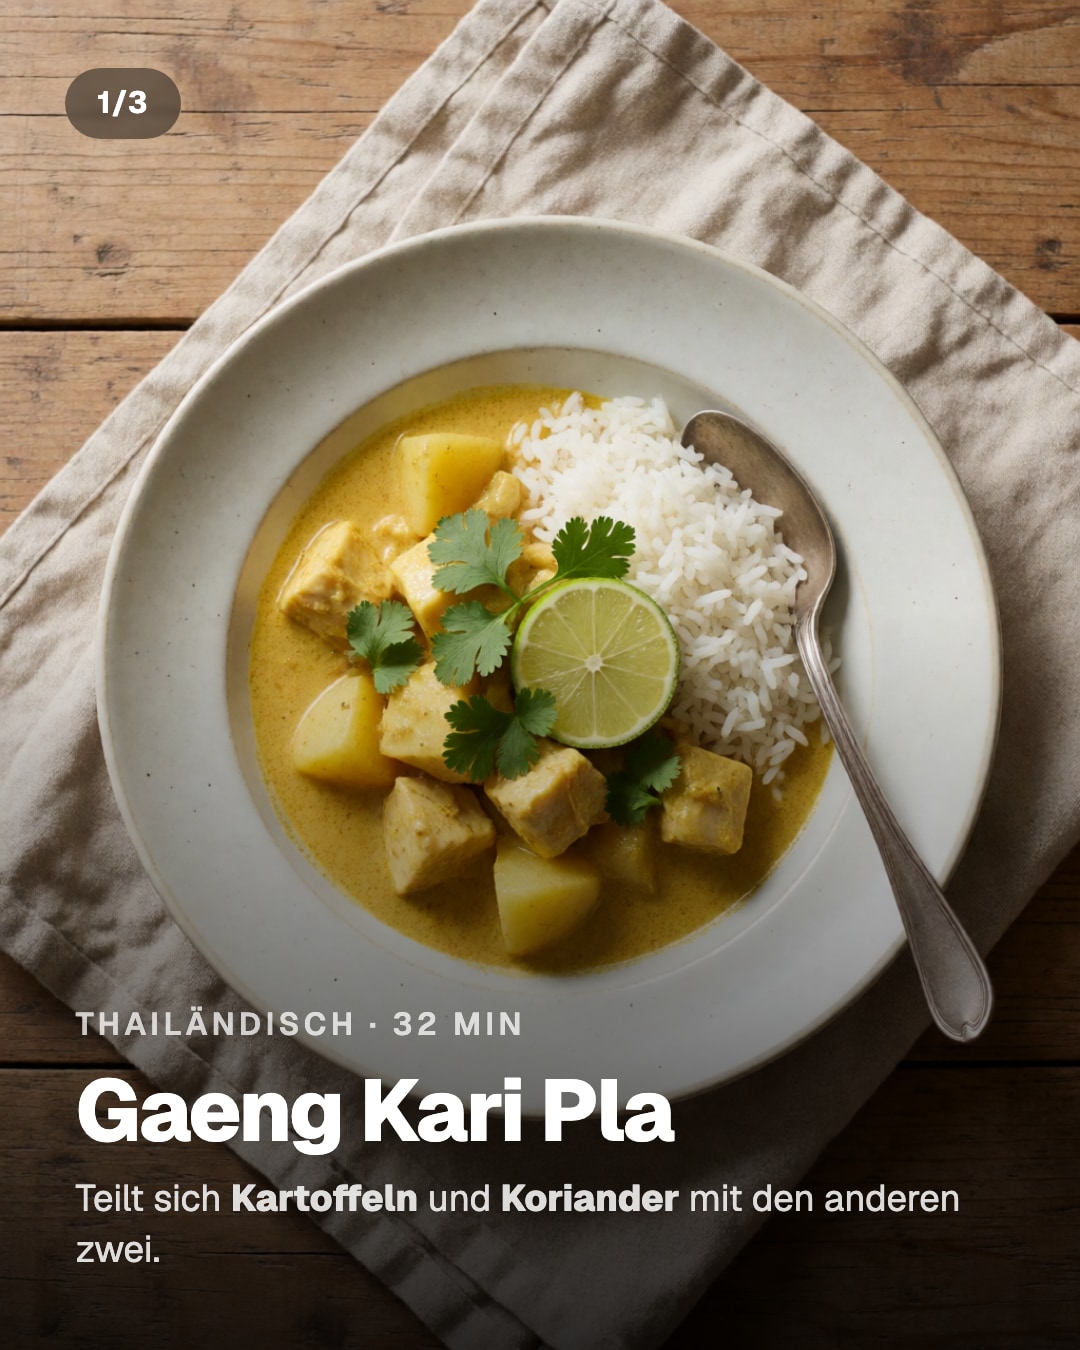 1/3
THAILÄNDISCH · 32 MIN
Gaeng Kari Pla
Teilt sich Kartoffeln und Koriander mit den anderen
zwei.